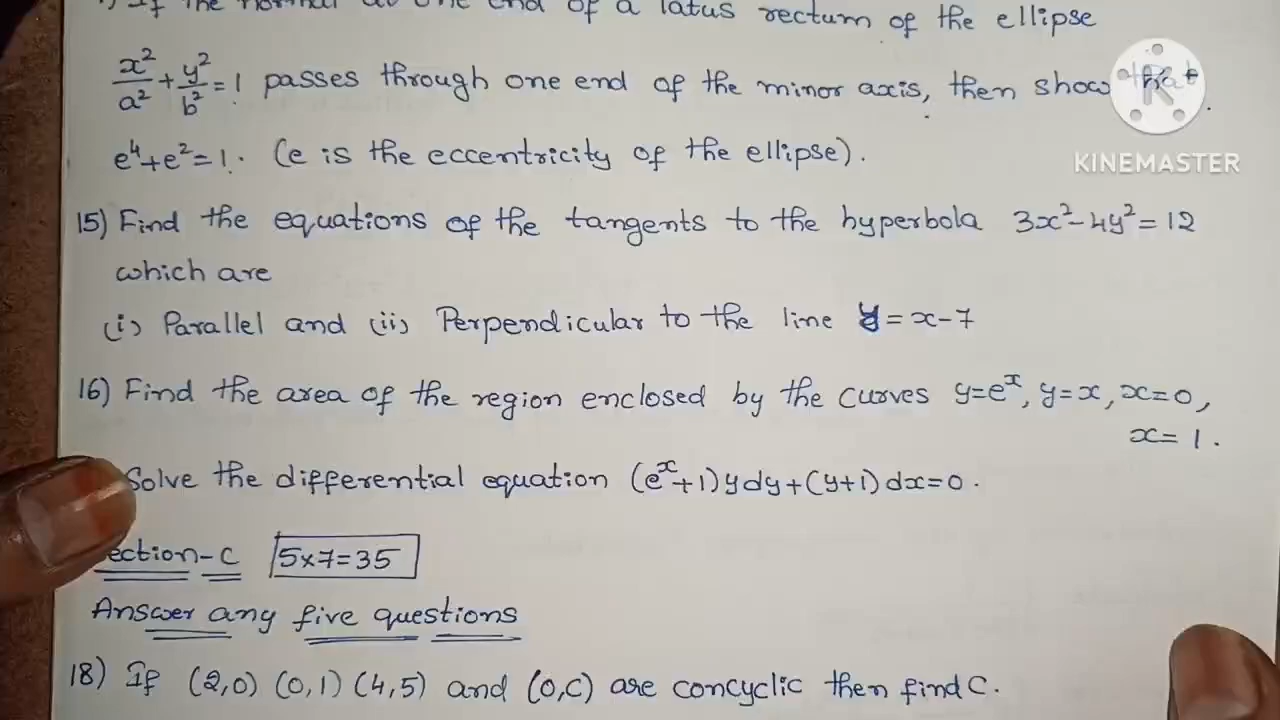 If the normal at one end of a latus rectum of the ellipse
x²/a² + y²/b² = 1 passes through one end of the minor axis, then show that
e⁴+e²=1. (e is the eccentricity of the ellipse).
KINEMASTER
15) Find the equations of the tangents to the hyperbola 3x²-4y²=12
which are
(i) Parallel and (ii) Perpendicular to the line y=x-7
16) Find the area of the region enclosed by the curves y=eˣ, y=x, x=0,
x=1.
Solve the differential equation (eˣ+1)ydy+(y+1)dx=0.
ection-C 5x7=35
Answer any five questions
18) If (2,0) (0,1) (4,5) and (0,C) are concyclic then find C.